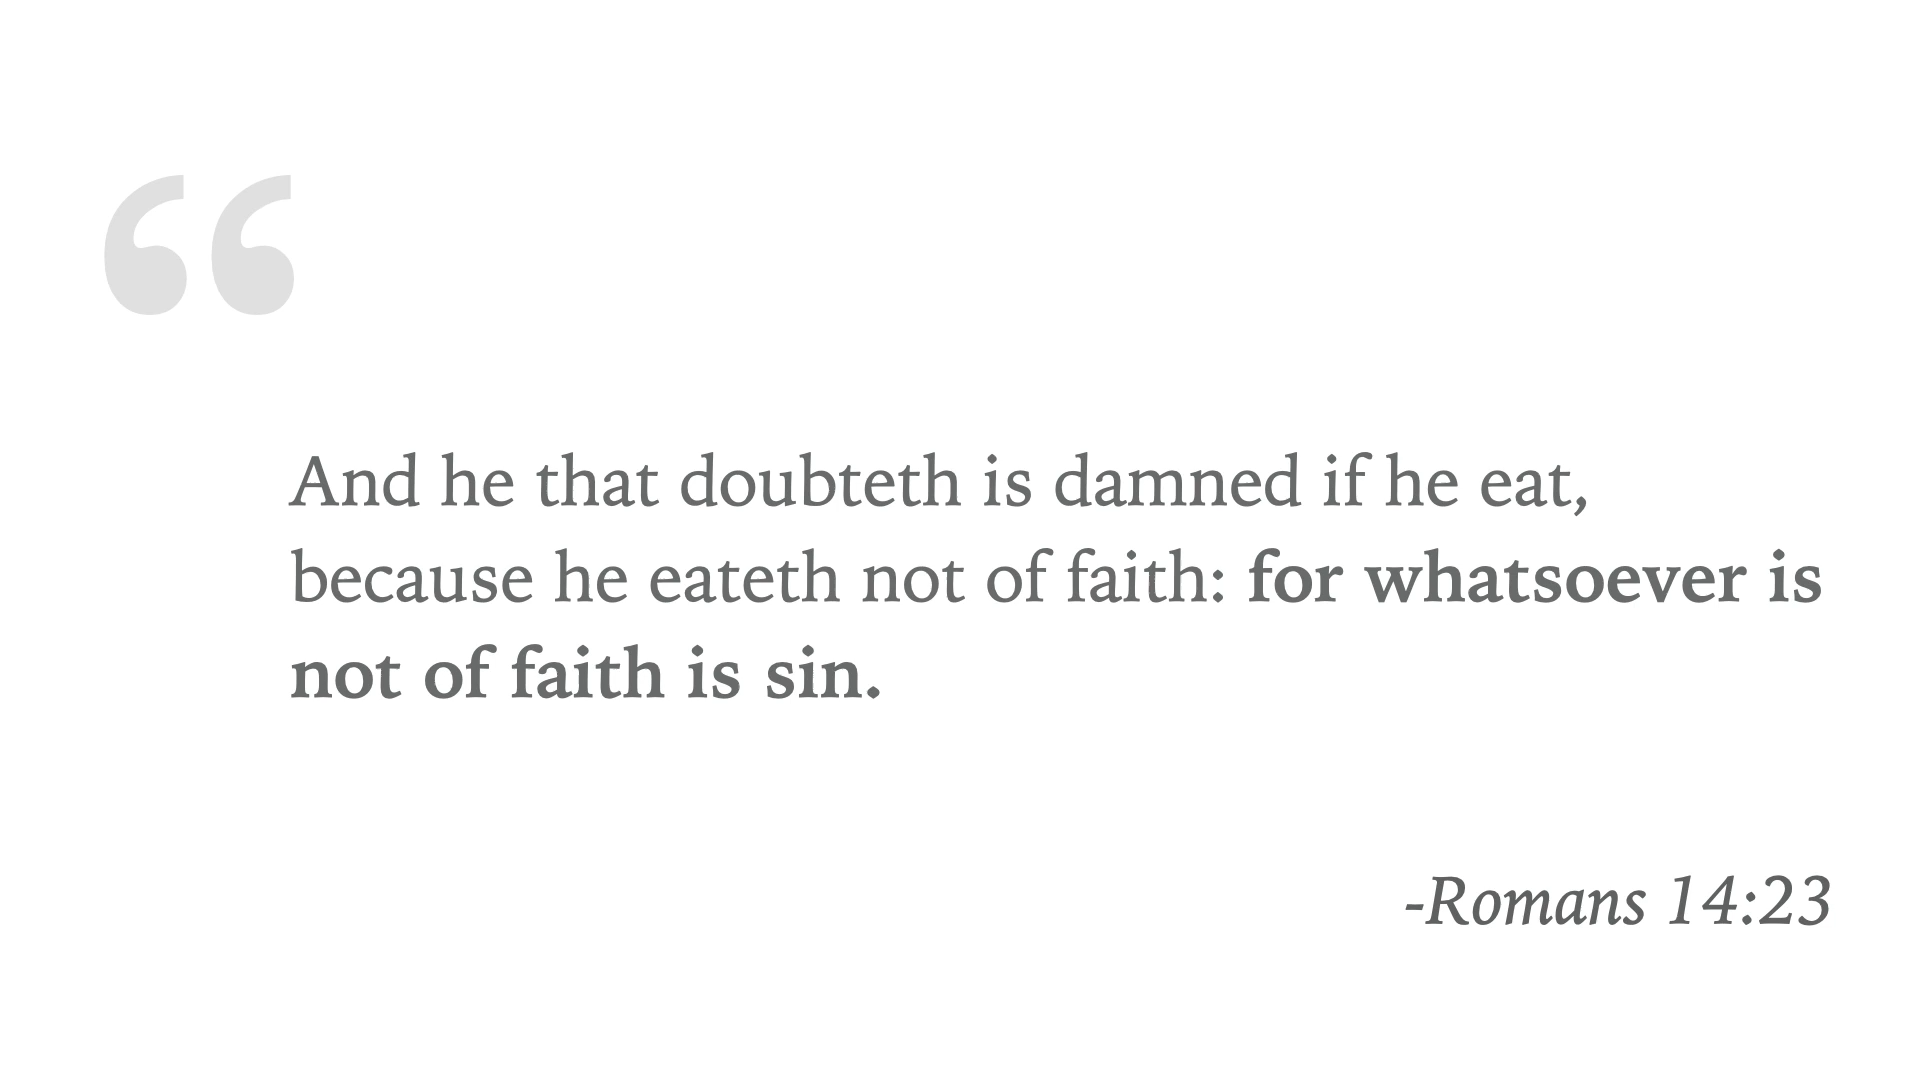 “
And he that doubteth is damned if he eat,
because he eateth not of faith: for whatsoever is
not of faith is sin.
-Romans 14:23